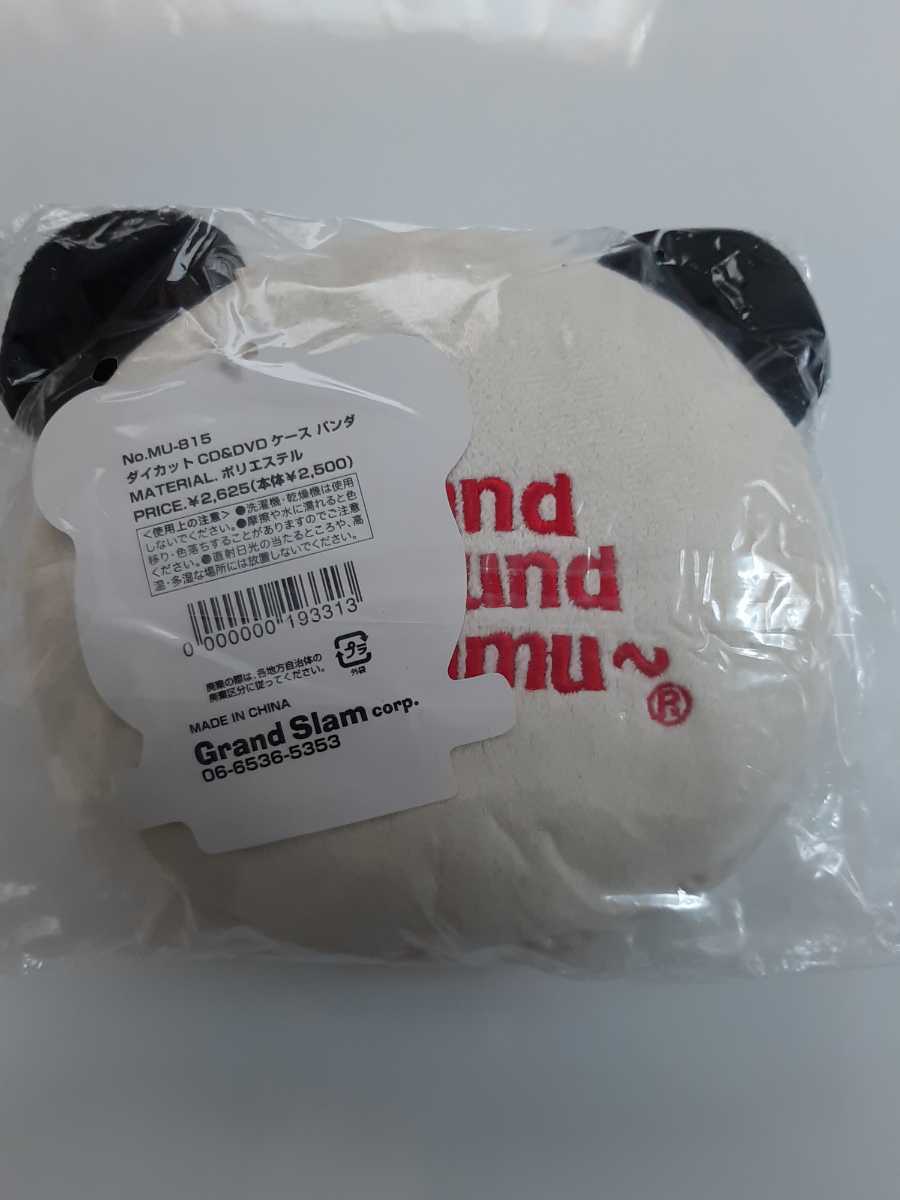 No.MU-815
ダイカット CD&DVD ケース パンダ
MATERIAL. ポリエステル
PRICE. ¥2,625(本体¥2,500)
<使用上の注意> ●洗濯機・乾燥機は使用
しないでください。●摩擦や水に濡れると色
移り・色落ちすることがありますのでご注意
ください。●直射日光の当たるところや、高
温・多湿な場所には放置しないでください。
0 000000 193313
廃棄の際は、各地方自治体の
廃棄区分に従ってください。
プラ
外袋
MADE IN CHINA
Grand Slam corp.
06-6536-5353
und
mu~
®